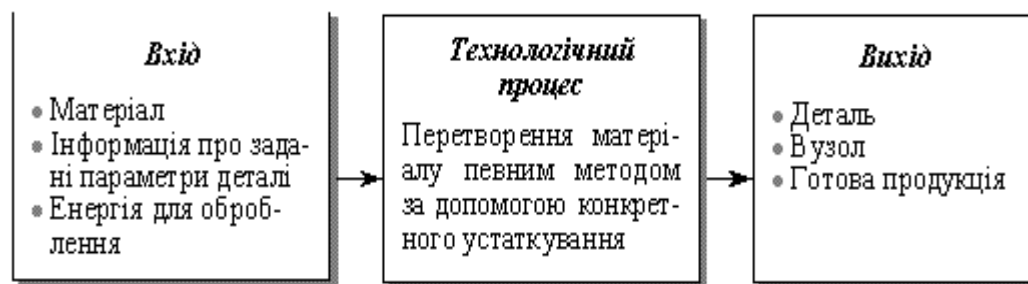 Вхід
• Матеріал
• Інформація про зада-
ні параметри деталі
• Енергія для оброб-
лення
Технологічний
процес
Перетворення матері-
алу певним методом
за допомогою конкрет-
ного устаткування
Вихід
• Деталь
• Вузол
• Готова продукція